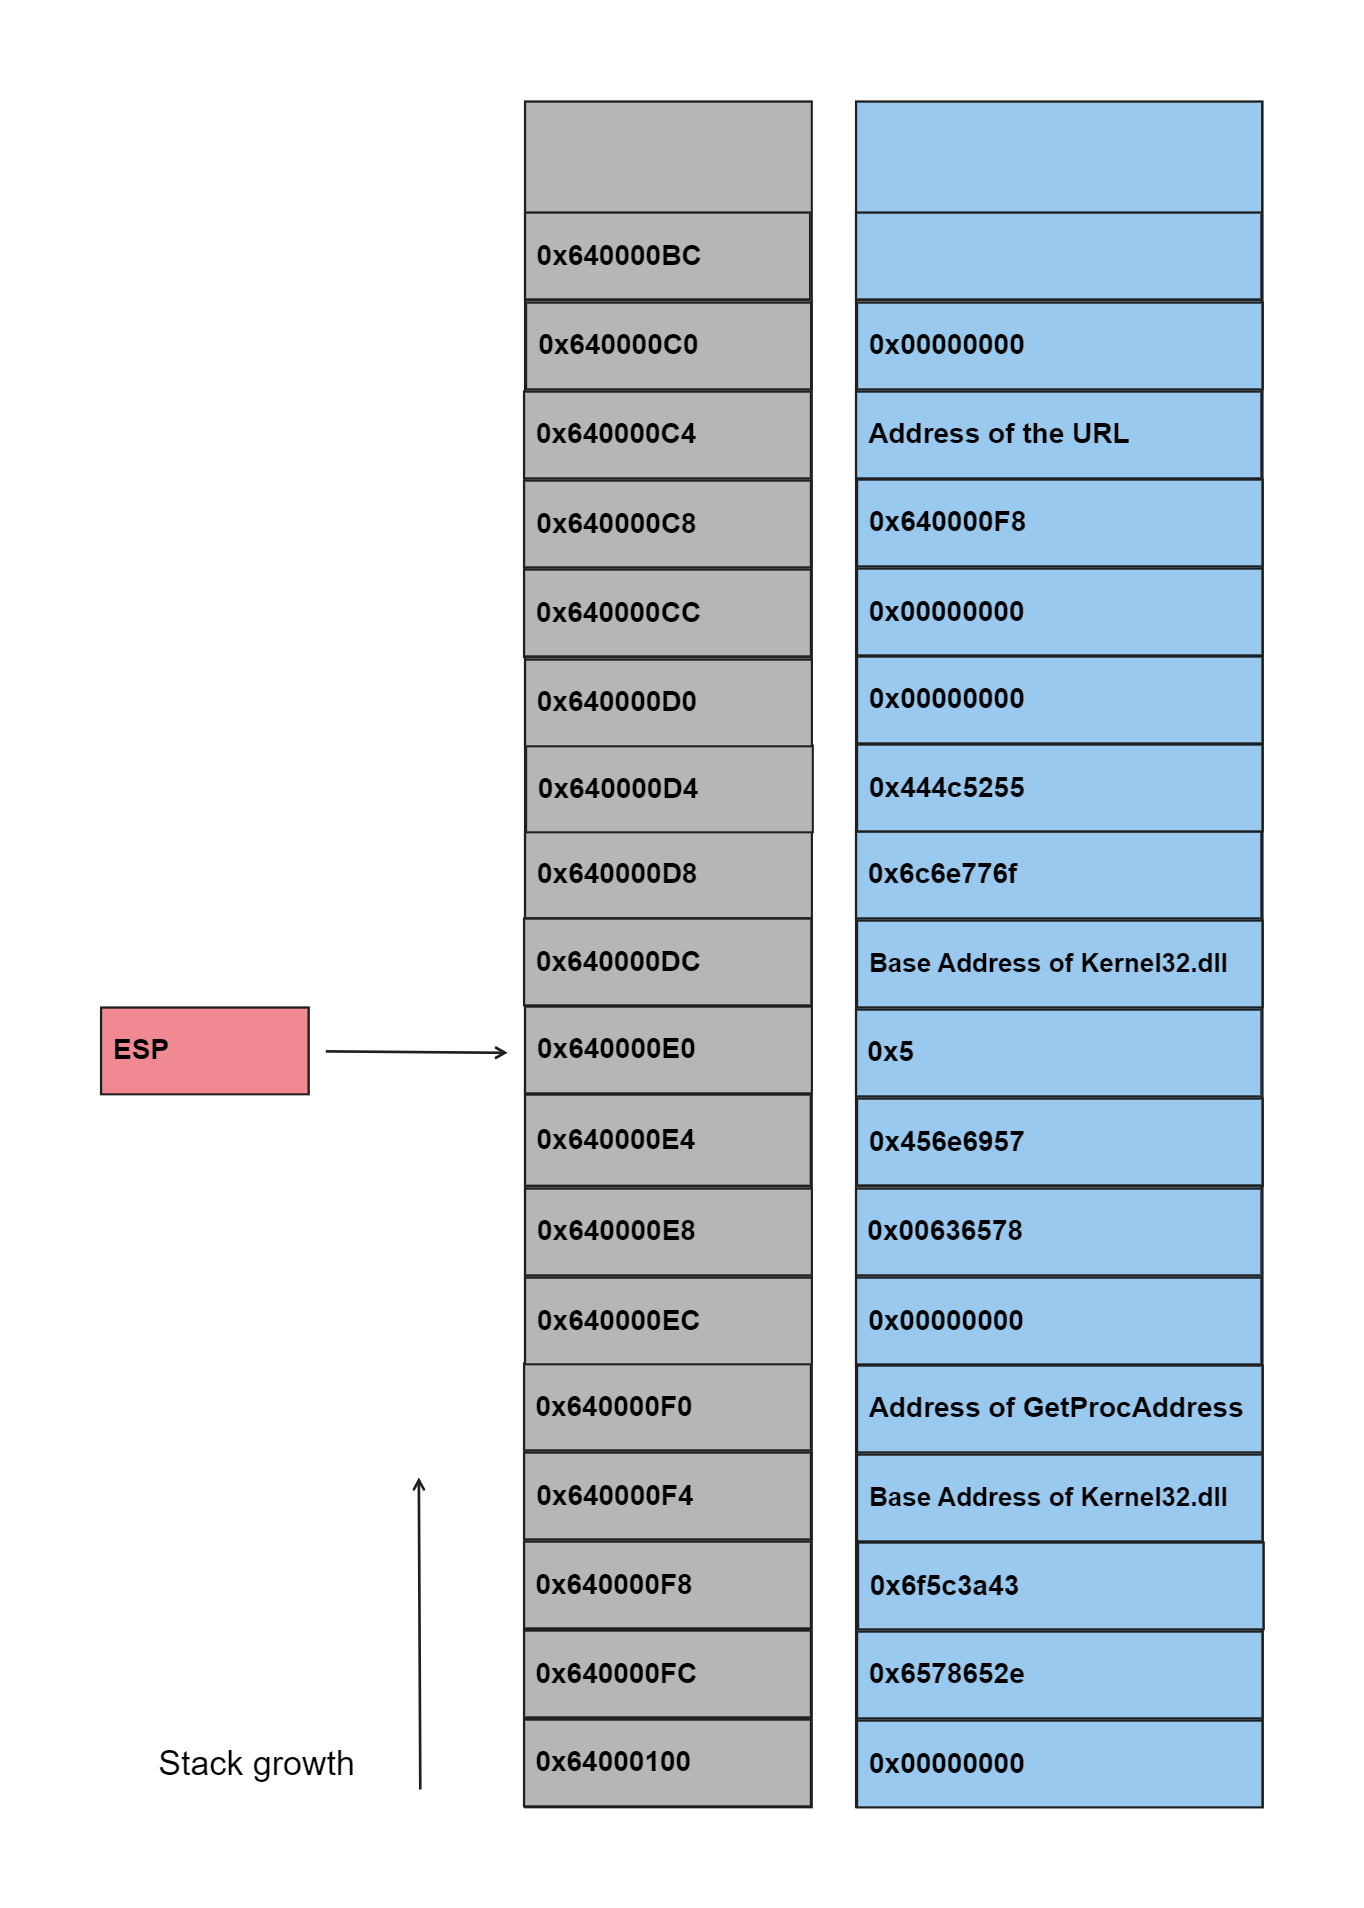 0x640000BC
0x640000C0 0x00000000
0x640000C4 Address of the URL
0x640000C8 0x640000F8
0x640000CC 0x00000000
0x640000D0 0x00000000
0x640000D4 0x444c5255
0x640000D8 0x6c6e776f
0x640000DC Base Address of Kernel32.dll
ESP 0x640000E0 0x5
0x640000E4 0x456e6957
0x640000E8 0x00636578
0x640000EC 0x00000000
0x640000F0 Address of GetProcAddress
0x640000F4 Base Address of Kernel32.dll
0x640000F8 0x6f5c3a43
0x640000FC 0x6578652e
Stack growth 0x64000100 0x00000000